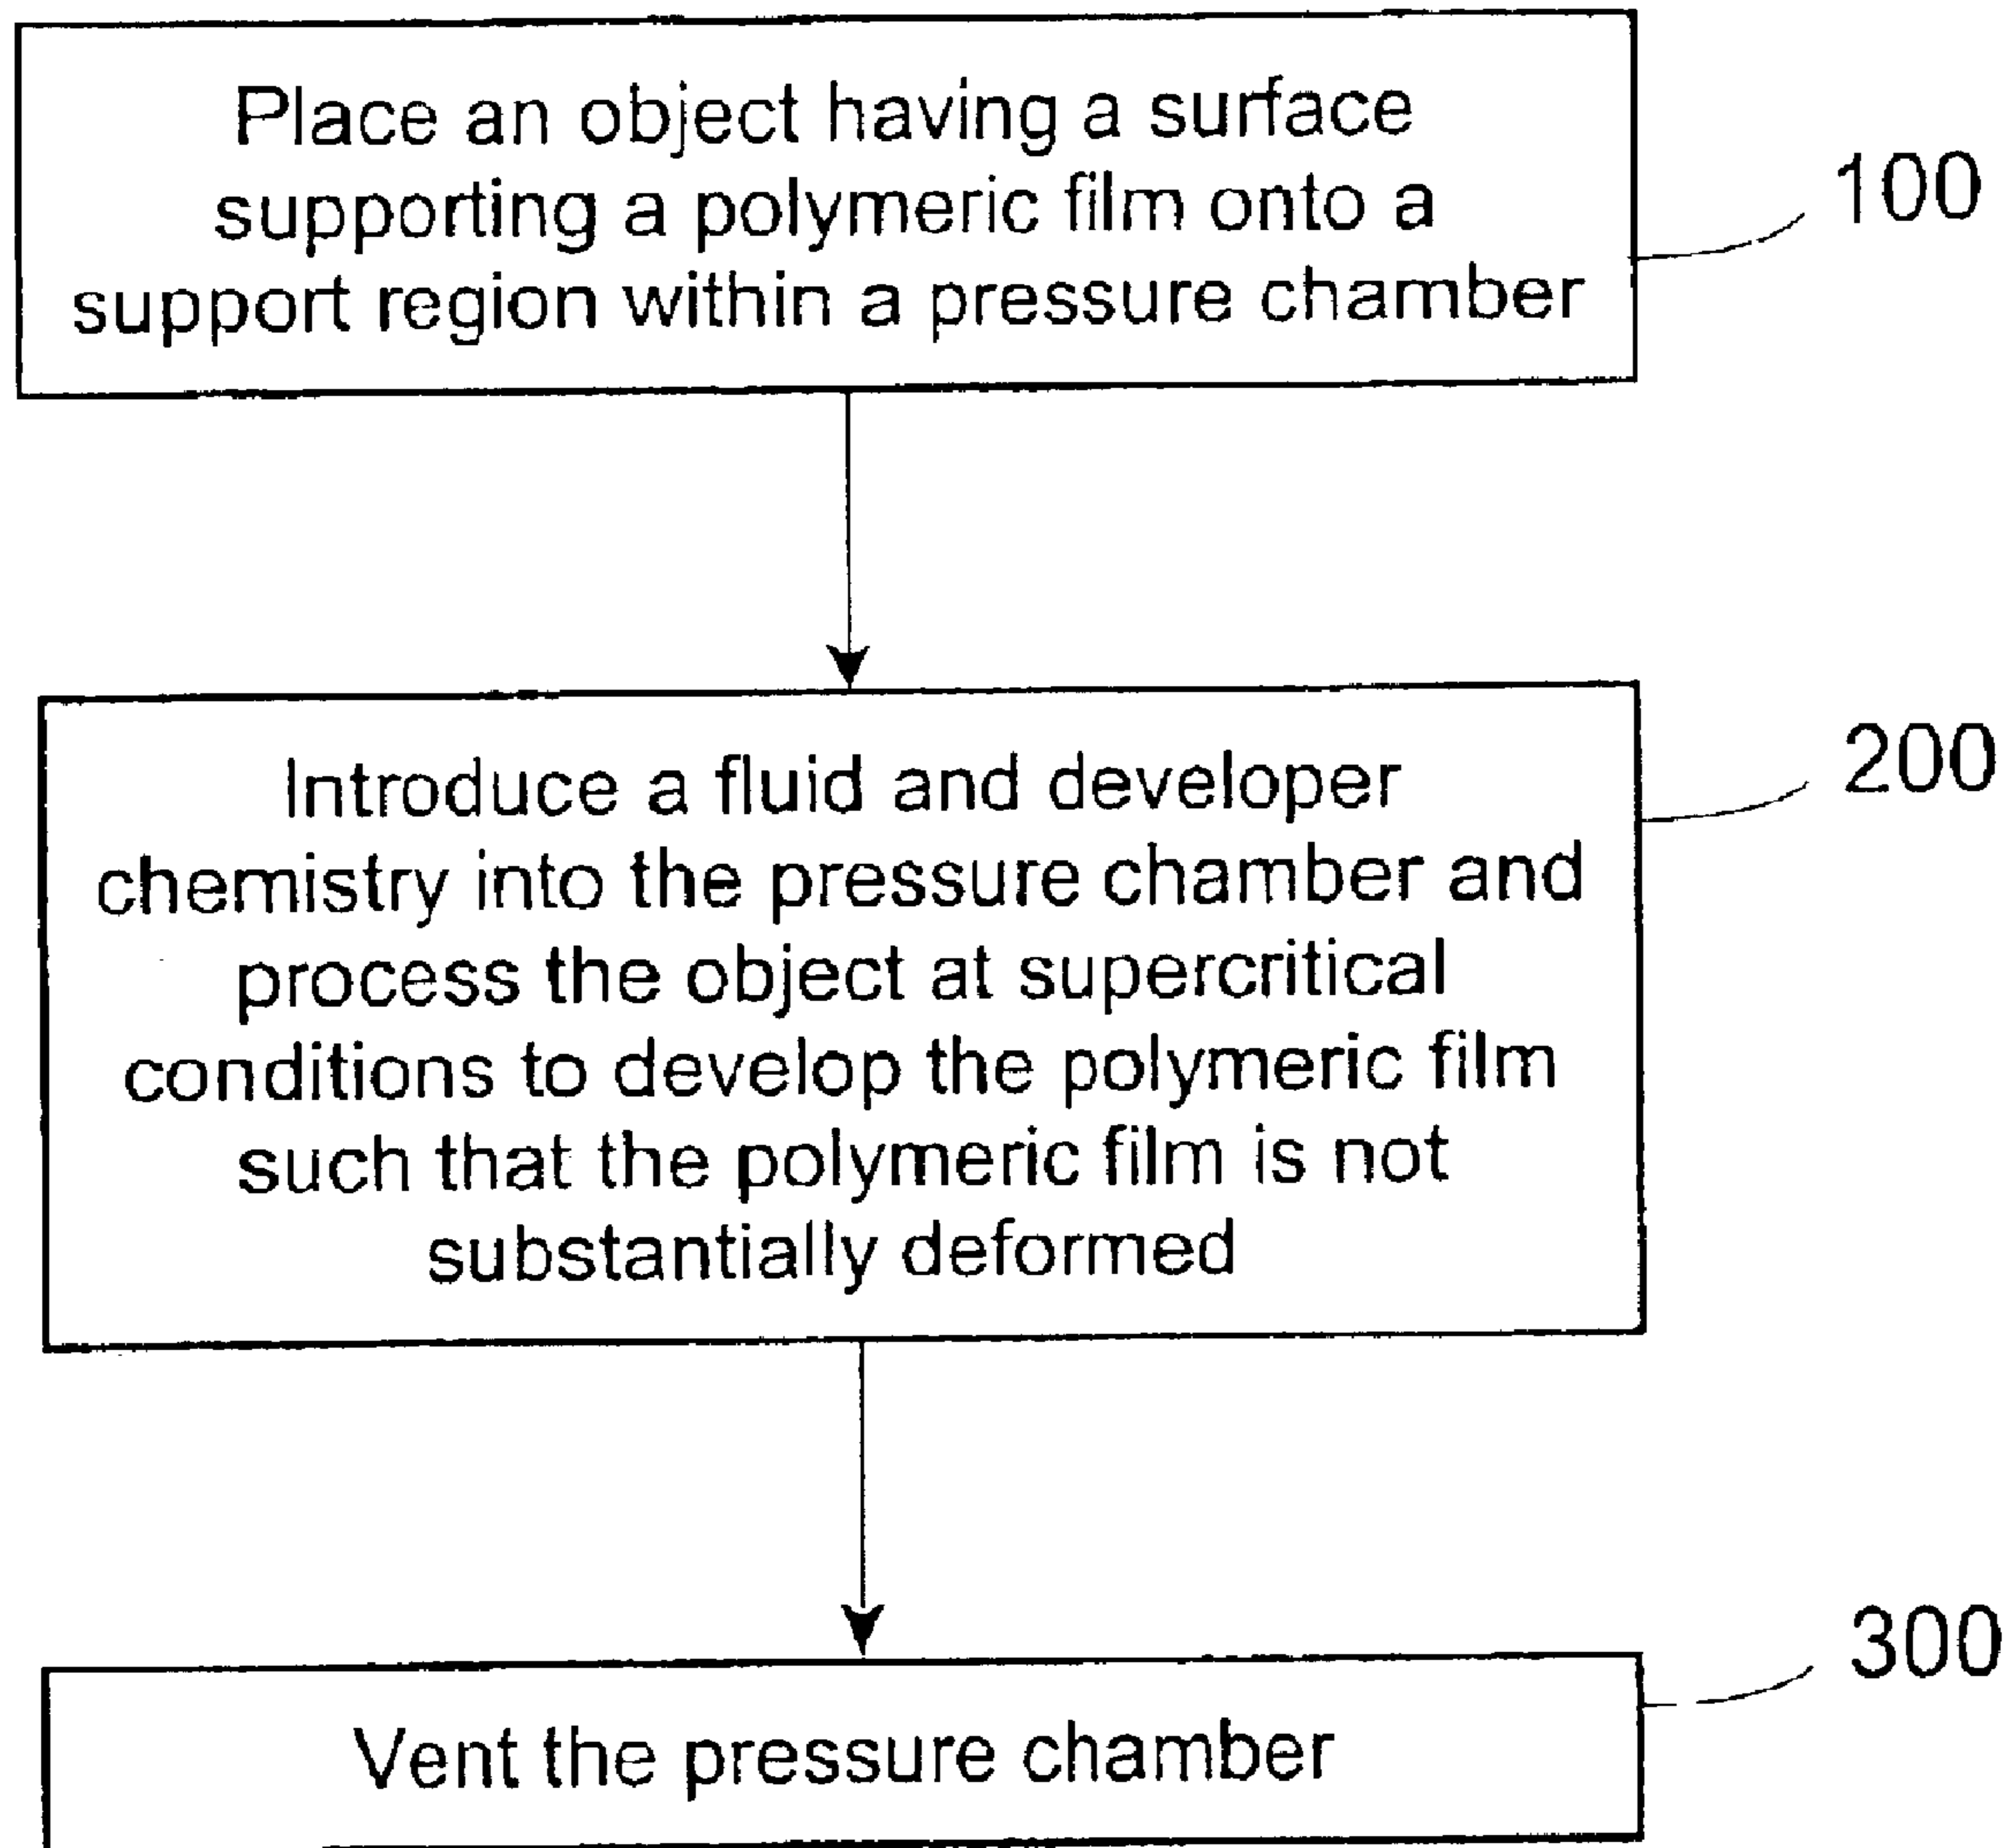 Place an object having a surface
supporting a polymeric film onto a
support region within a pressure chamber
100
Introduce a fluid and developer
chemistry into the pressure chamber and
process the object at supercritical
conditions to develop the polymeric film
such that the polymeric film is not
substantially deformed
200
Vent the pressure chamber
300